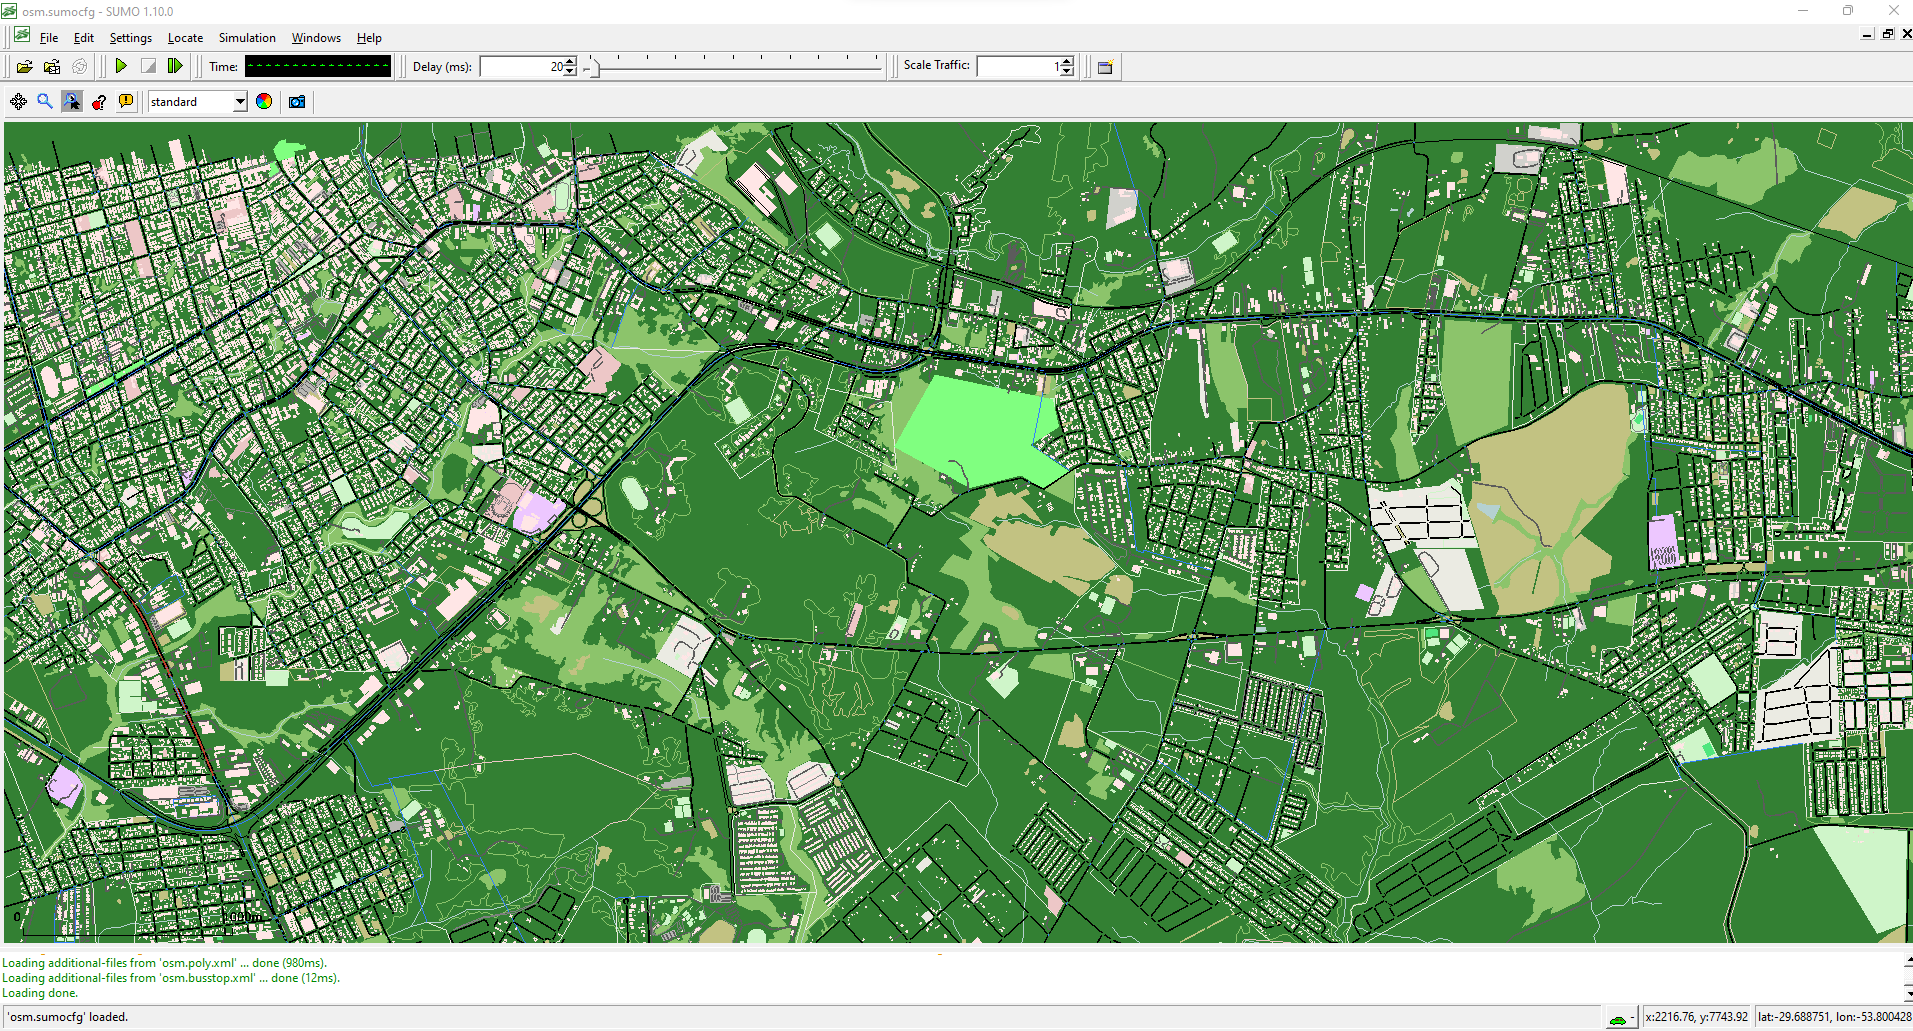 osm.sumocfg - SUMO 1.10.0
File Edit Settings Locate Simulation Windows Help
Time: Delay (ms): 20 Scale Traffic: 1
standard
0
Loading additional-files from 'osm.poly.xml' ... done (980ms).
Loading additional-files from 'osm.busstop.xml' ... done (12ms).
Loading done.
'osm.sumocfg' loaded. - x:2216.76, y:7743.92 lat:-29.688751, lon:-53.800428